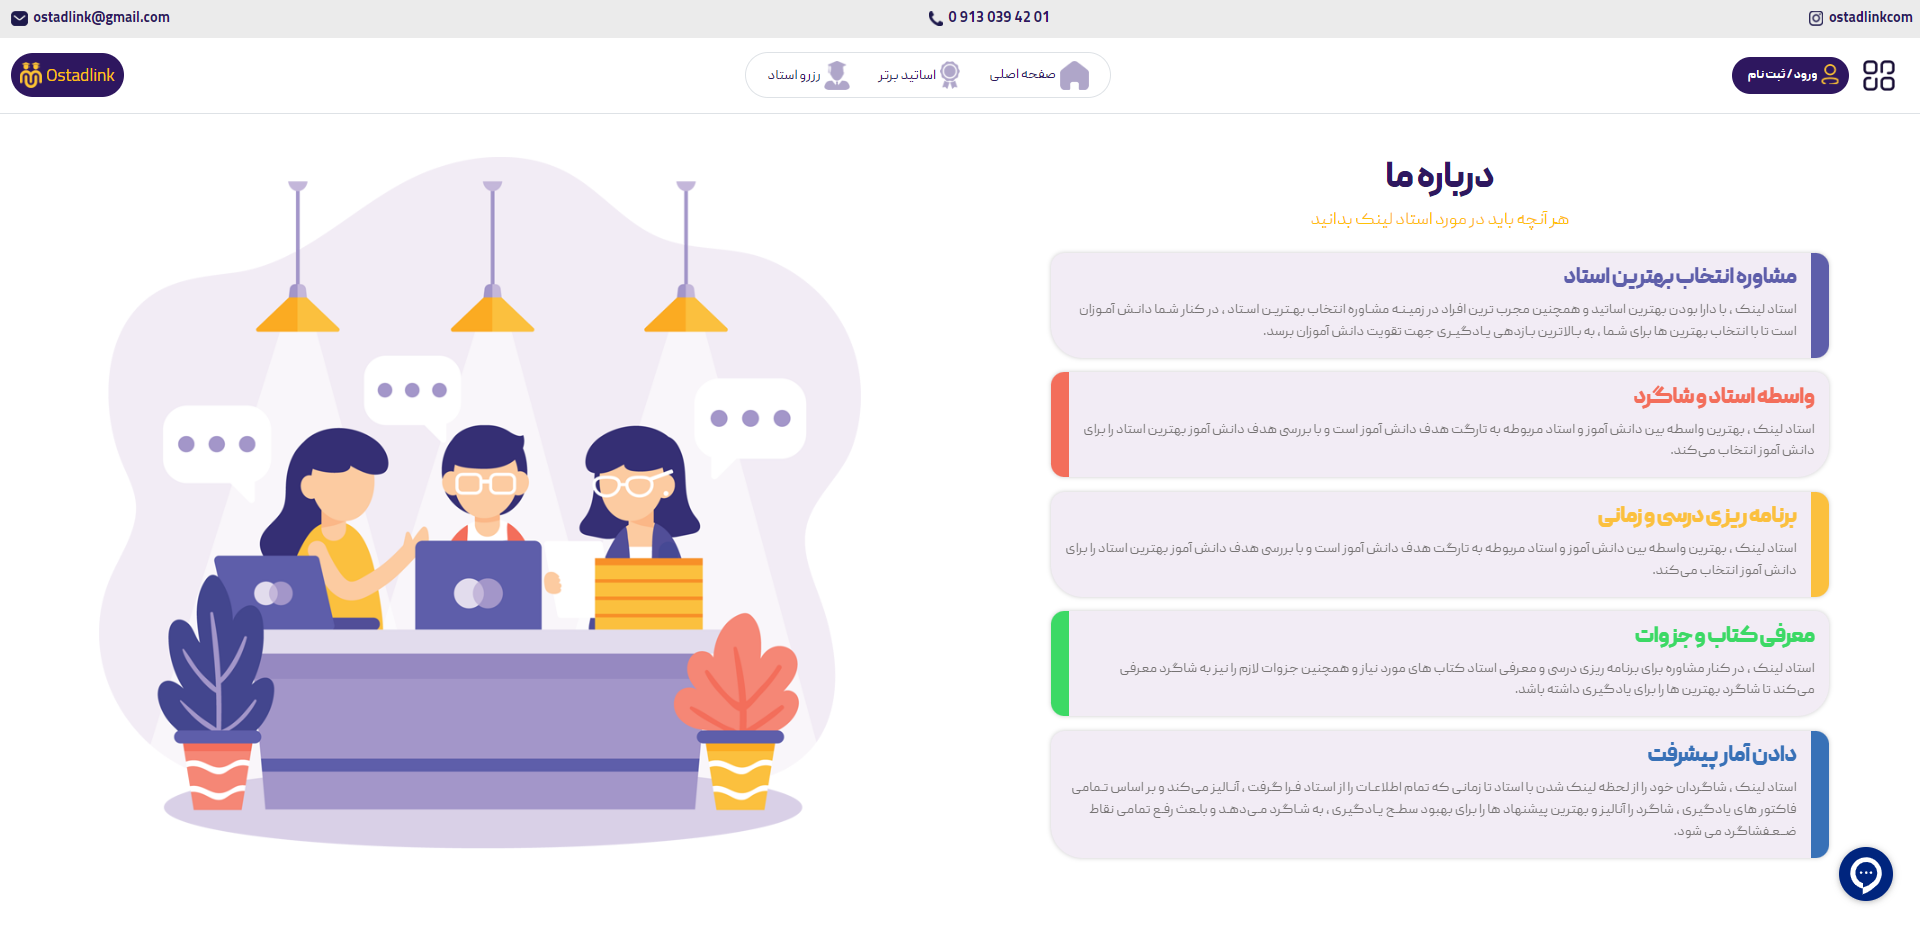 ostadlink@gmail.com
0 913 039 42 01
ostadlinkcom
Ostadlink
صفحه اصلی
اساتید برتر
رزرو استاد
ورود / ثبت نام
درباره ما
هر آنچه باید در مورد استاد لینک بدانید
مشاوره انتخاب بهترین استاد
استاد لینک ، با دارا بودن بهترین اساتید و همچنین مجرب ترین افراد در زمینه مشاوره انتخاب بهترین استاد ، در کنار شما دانش آموزان
است تا با انتخاب بهترین ها برای شما ، به بالاترین بازدهی یادگیری جهت تقویت دانش آموزان برسد.
واسطه استاد و شاگرد
استاد لینک ، بهترین واسطه بین دانش آموز و استاد مربوطه به تارگت هدف دانش آموز است و با بررسی هدف دانش آموز بهترین استاد را برای
دانش آموز انتخاب می‌کند.
برنامه ریزی درسی و زمانی
استاد لینک ، بهترین واسطه بین دانش آموز و استاد مربوطه به تارگت هدف دانش آموز است و با بررسی هدف دانش آموز بهترین استاد را برای
دانش آموز انتخاب می‌کند.
معرفی کتاب و جزوات
استاد لینک ، در کنار مشاوره برای برنامه ریزی درسی و معرفی استاد کتاب های مورد نیاز و همچنین جزوات لازم را نیز به شاگرد معرفی
می‌کند تا شاگرد بهترین ها را برای یادگیری داشته باشد.
دادن آمار پیشرفت
استاد لینک ، شاگردان خود را از لحظه لینک شدن با استاد تا زمانی که تمام اطلاعات را از استاد فرا گرفت ، آنالیز می‌کند و بر اساس تمامی
فاکتور های یادگیری ، شاگرد را آنالیز و بهترین پیشنهاد ها را برای بهبود سطح یادگیری ، به شاگرد می‌دهد و بلعث رفع تمامی نقاط
ضعفشاگرد می شود.